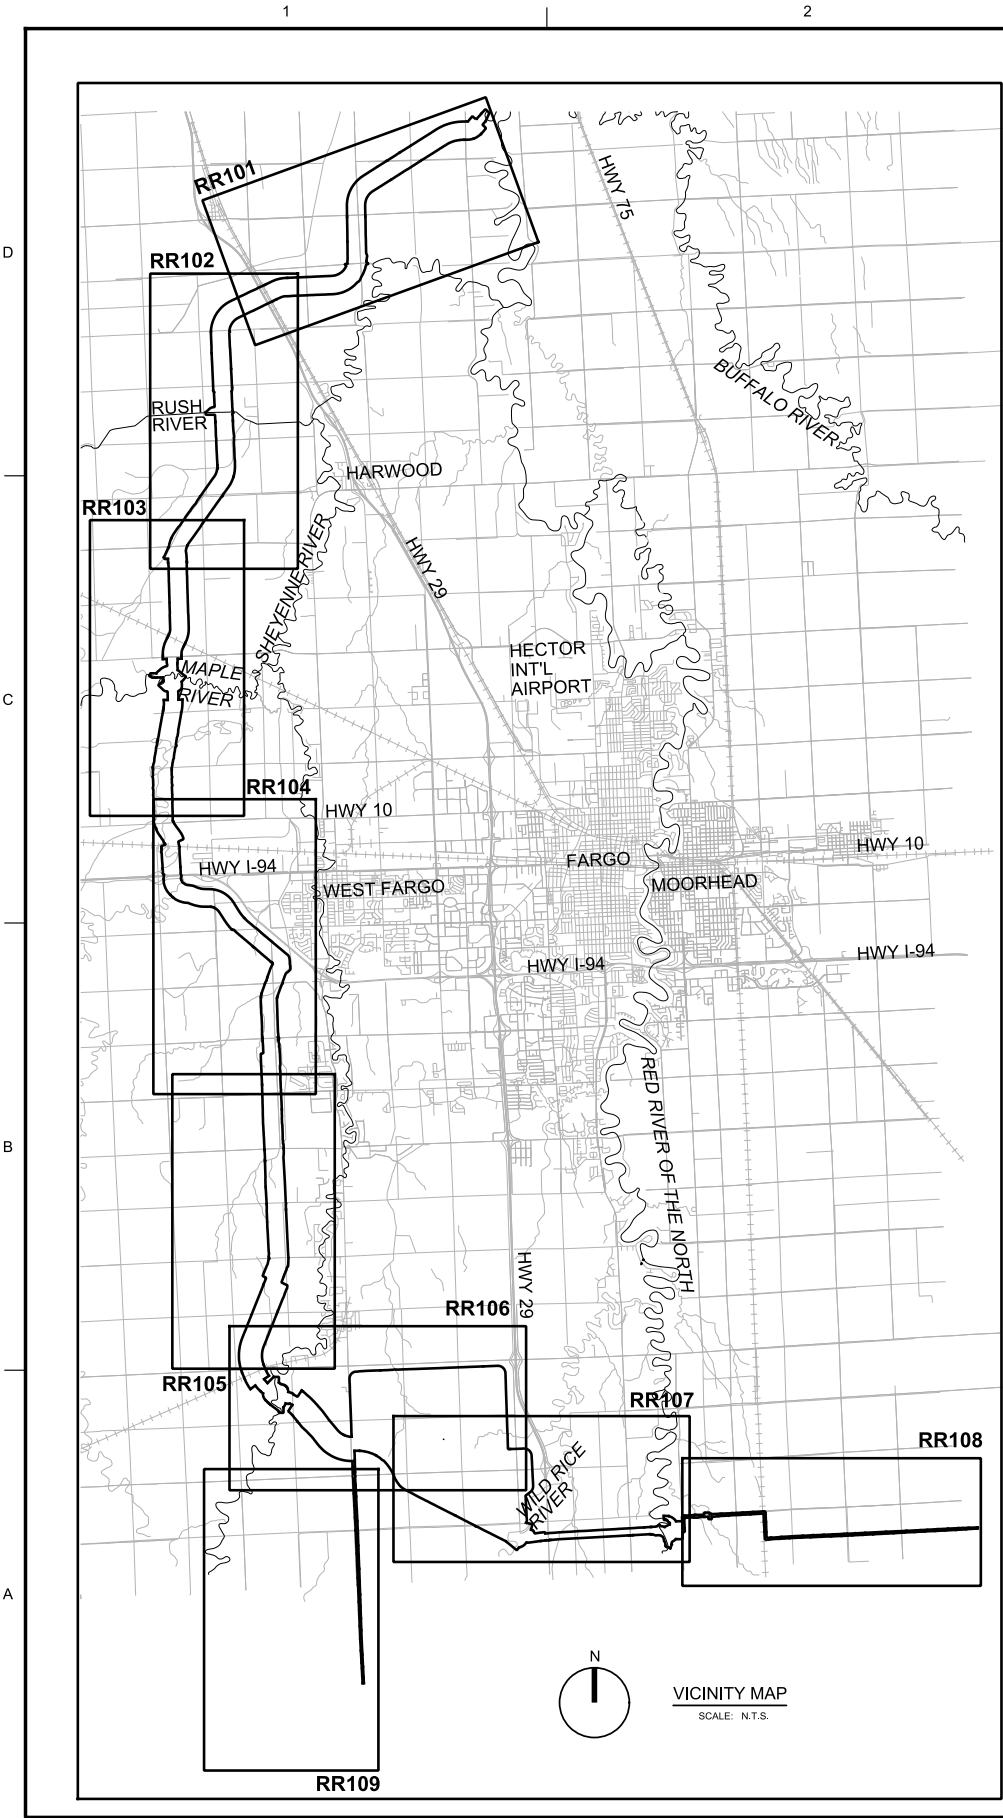 1
2
D
RR101
HWY 75
RR102
BUFFALO RIVER
RUSH
RIVER
HARWOOD
RR103
SHEYENNE RIVER
HWY 29
HECTOR
INT'L
AIRPORT
MAPLE
RIVER
C
RR104
HWY 10
HWY 10
FARGO
HWY I-94
WEST FARGO
MOORHEAD
HWY I-94
HWY I-94
RED RIVER OF THE NORTH
B
HWY 29
RR106
RR105
RR107
RR108
WILD RICE
RIVER
A
N
VICINITY MAP
SCALE: N.T.S.
RR109